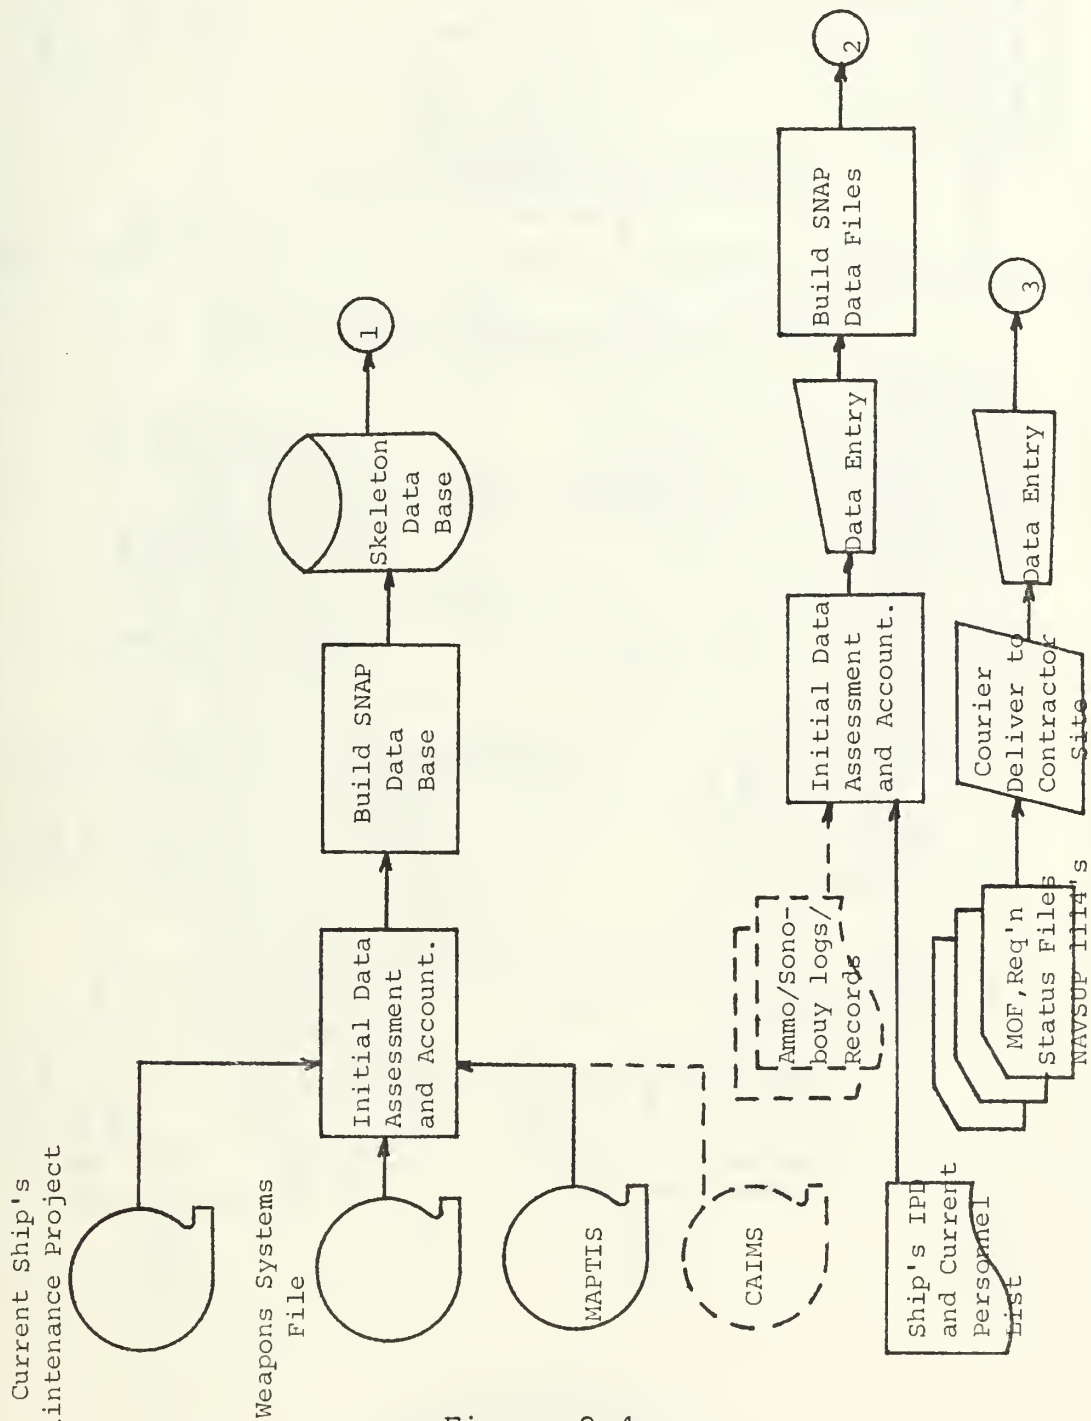 Current Ship's
intenance Project
Weapons Systems
File
MAPTIS
CAIMS
Initial Data
Assessment
and Account.
Build SNAP
Data
Base
Skeleton
Data
Base
1
Ship's IPD
and Current
Personnel
List
Ammo/Sono-
bouy logs/
Records
Initial Data
Assessment
and Account.
Data Entry
Build SNAP
Data Files
2
MOF,Req'n
Status Files
NAVSUP 1114's
Courier
Deliver to
Contractor
Site
Data Entry
3